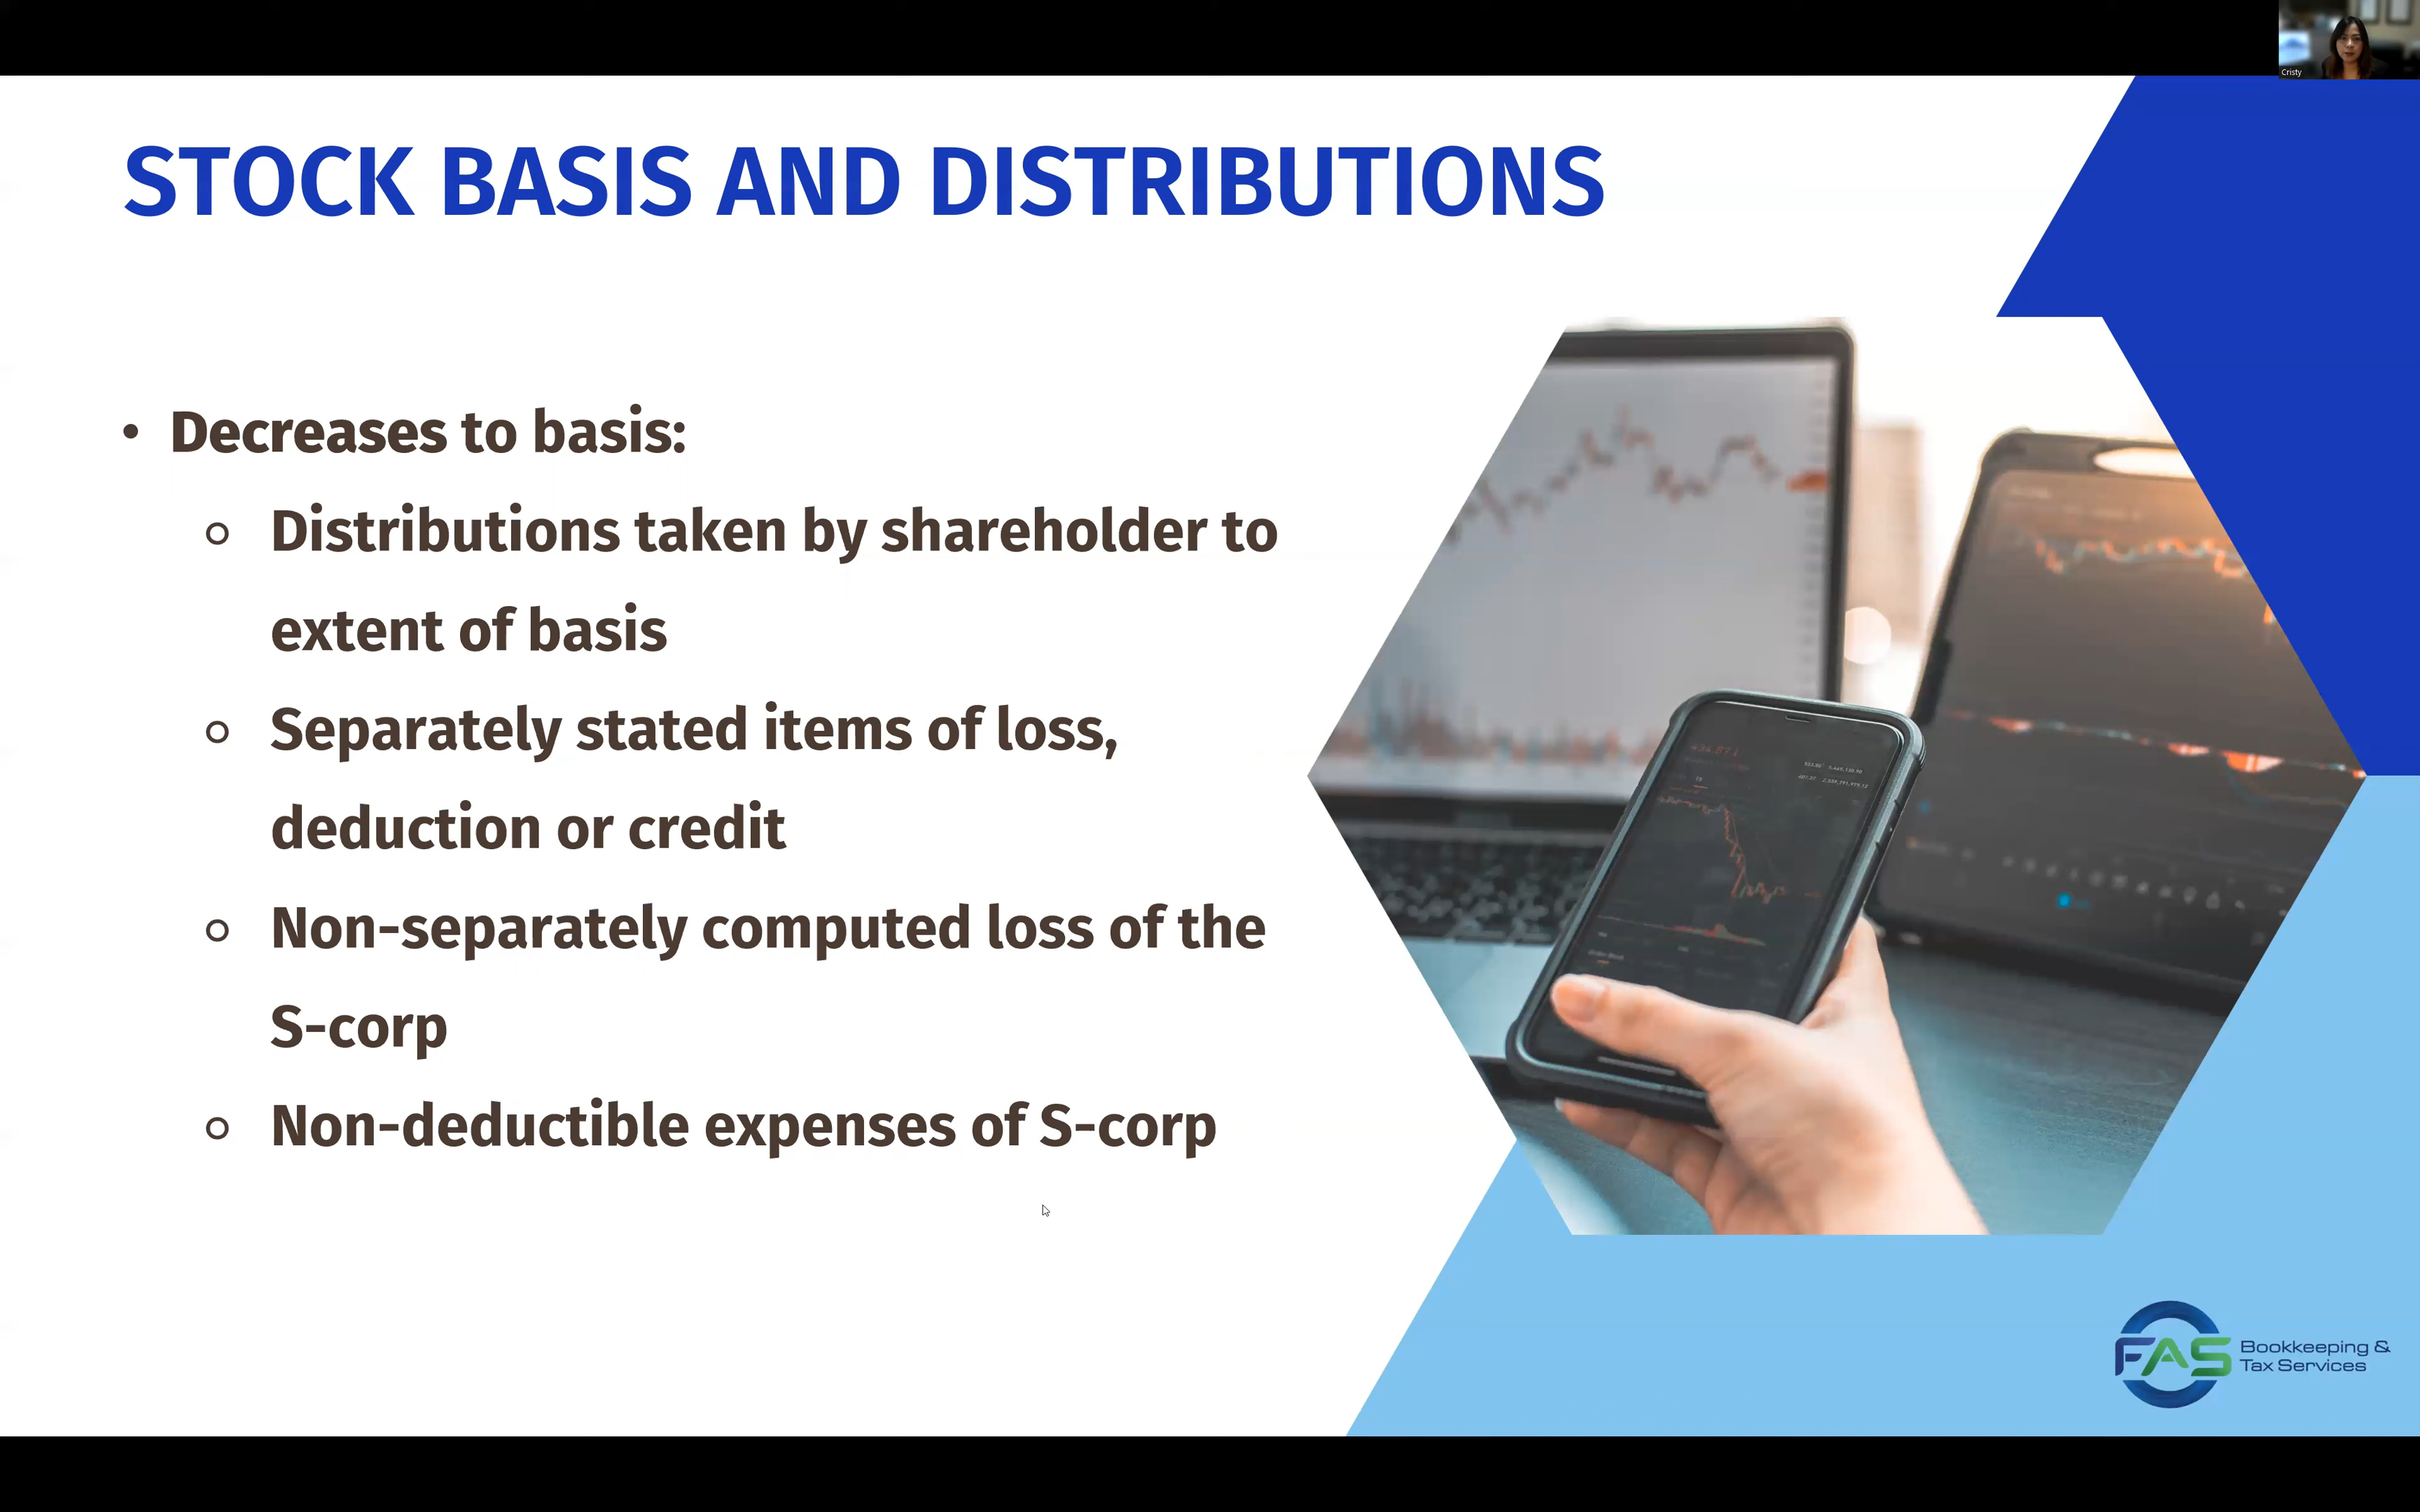 Cristy
STOCK BASIS AND DISTRIBUTIONS
• Decreases to basis:
Distributions taken by shareholder to
extent of basis
Separately stated items of loss,
deduction or credit
Non-separately computed loss of the
S-corp
Non-deductible expenses of S-corp
FAS
Bookkeeping &
Tax Services